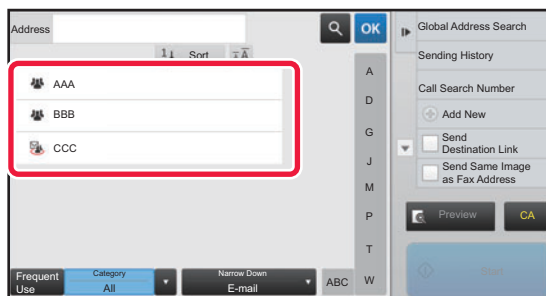 Address
OK
Sort
A
AAA
BBB
CCC
A
D
G
J
M
P
T
W
Frequent
Use
Category
All
Narrow Down
E-mail
ABC
Global Address Search
Sending History
Call Search Number
Add New
Send
Destination Link
Send Same Image
as Fax Address
Preview
CA
Start